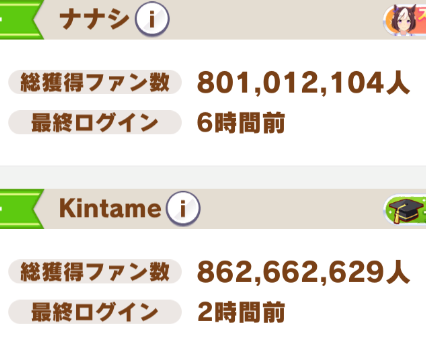 ナナシ i
総獲得ファン数 801,012,104人
最終ログイン 6時間前
Kintame i
総獲得ファン数 862,662,629人
最終ログイン 2時間前